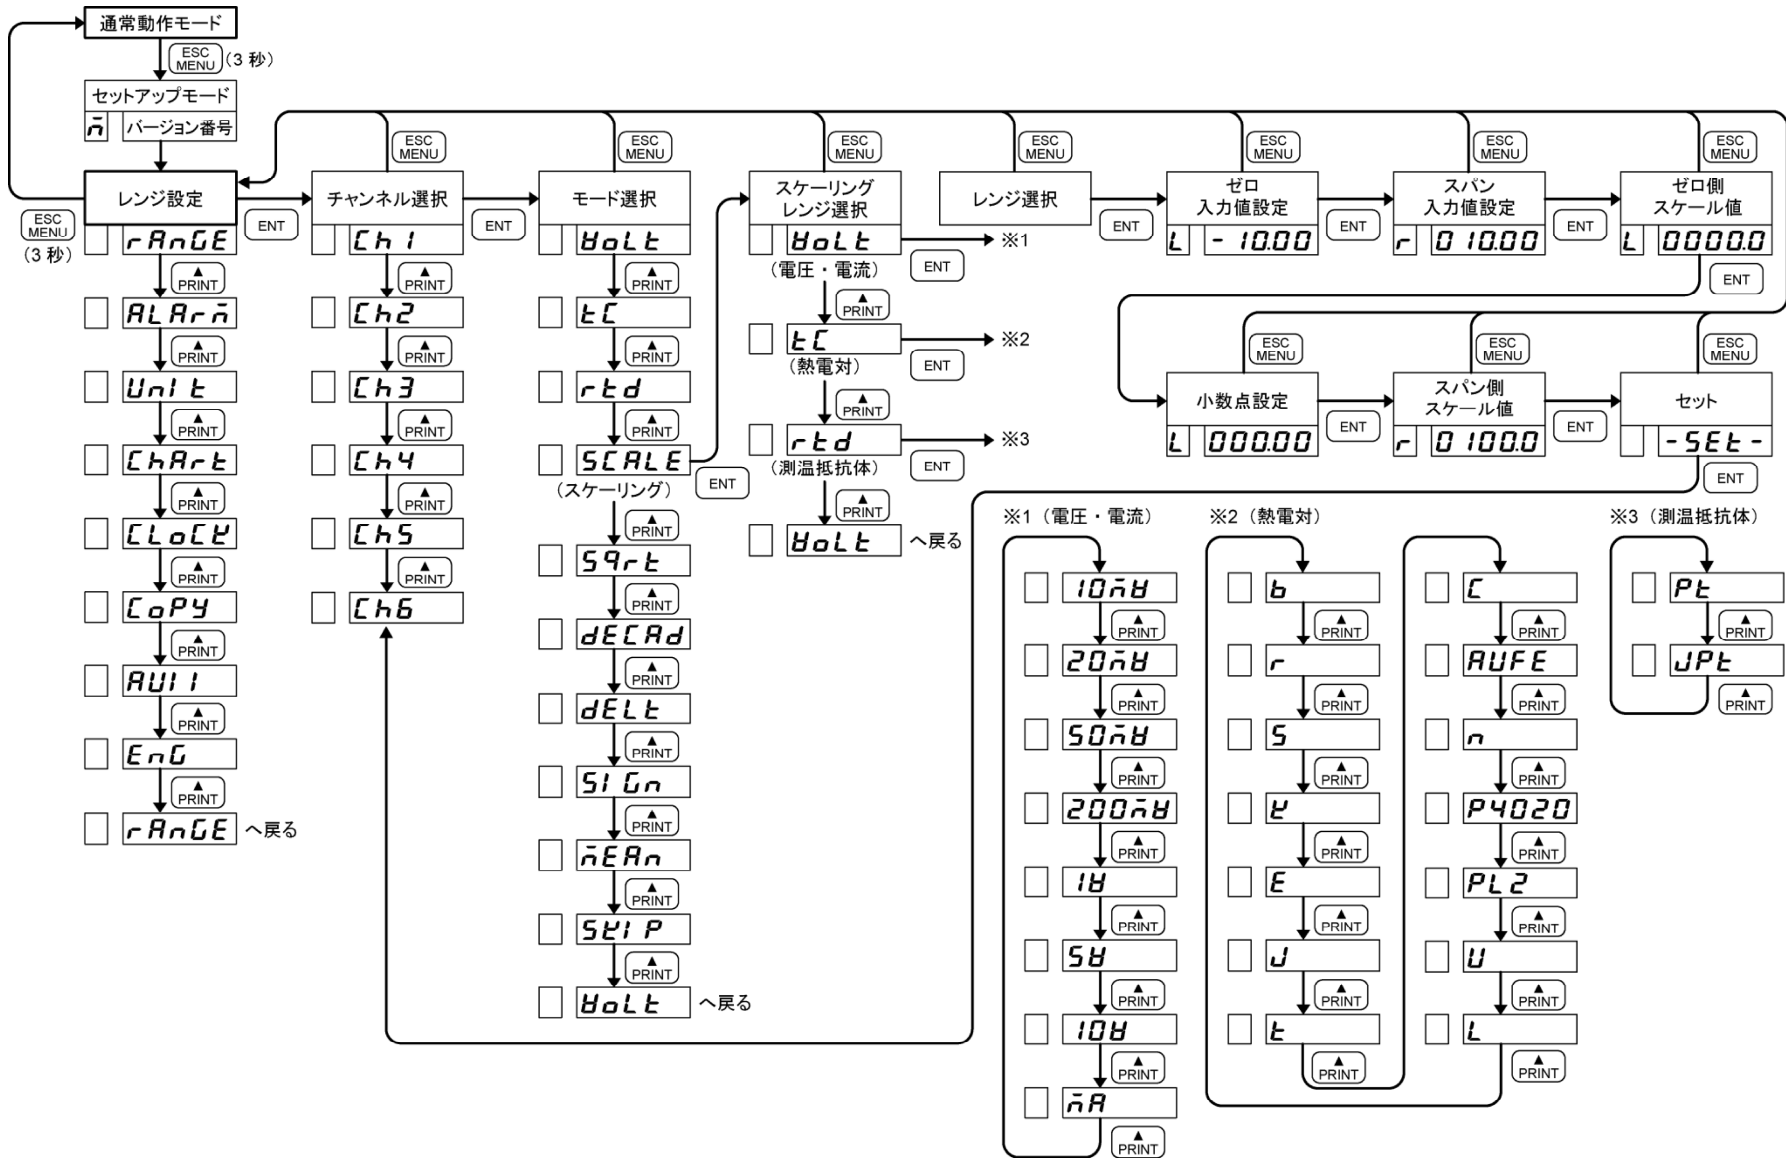 通常動作モード
ESC
MENU
(3 秒)
セットアップモード
バージョン番号
レンジ設定
ESC
MENU
(3 秒)
rAnGE
▲
PRINT
ALArm
▲
PRINT
UnIt
▲
PRINT
ChArt
▲
PRINT
CLoCK
▲
PRINT
CoPY
▲
PRINT
AUI1
▲
PRINT
EnG
▲
PRINT
rAnGE へ戻る
ENT
ESC
MENU
チャンネル選択
Ch1
▲
PRINT
Ch2
▲
PRINT
Ch3
▲
PRINT
Ch4
▲
PRINT
Ch5
▲
PRINT
Ch6
ENT
ESC
MENU
モード選択
VoLt
▲
PRINT
tC
▲
PRINT
rtd
▲
PRINT
SCALE
ENT
(スケーリング)
▲
PRINT
Sqrt
▲
PRINT
dECAd
▲
PRINT
dELt
▲
PRINT
SIGn
▲
PRINT
mEAn
▲
PRINT
SKIP
▲
PRINT
VoLt へ戻る
ESC
MENU
スケーリング
レンジ選択
VoLt
ENT
※1
(電圧・電流)
▲
PRINT
tC
ENT
※2
(熱電対)
▲
PRINT
rtd
ENT
※3
(測温抵抗体)
▲
PRINT
VoLt へ戻る
ESC
MENU
レンジ選択
ENT
ESC
MENU
ゼロ
入力値設定
L -10.00
ENT
ESC
MENU
スパン
入力値設定
r 010.00
ENT
ESC
MENU
ゼロ側
スケール値
L 0000.0
ENT
ESC
MENU
小数点設定
L 000.00
ENT
ESC
MENU
スパン側
スケール値
r 0100.0
ENT
ESC
MENU
セット
-SEt-
ENT
※1 (電圧・電流)
10mV
▲
PRINT
20mV
▲
PRINT
50mV
▲
PRINT
200mV
▲
PRINT
1V
▲
PRINT
5V
▲
PRINT
10V
▲
PRINT
mA
▲
PRINT
※2 (熱電対)
b
▲
PRINT
r
▲
PRINT
S
▲
PRINT
K
▲
PRINT
E
▲
PRINT
J
▲
PRINT
t
▲
PRINT
C
▲
PRINT
AUFE
▲
PRINT
n
▲
PRINT
P4020
▲
PRINT
PL2
▲
PRINT
U
▲
PRINT
L
▲
PRINT
※3 (測温抵抗体)
Pt
▲
PRINT
JPt
▲
PRINT